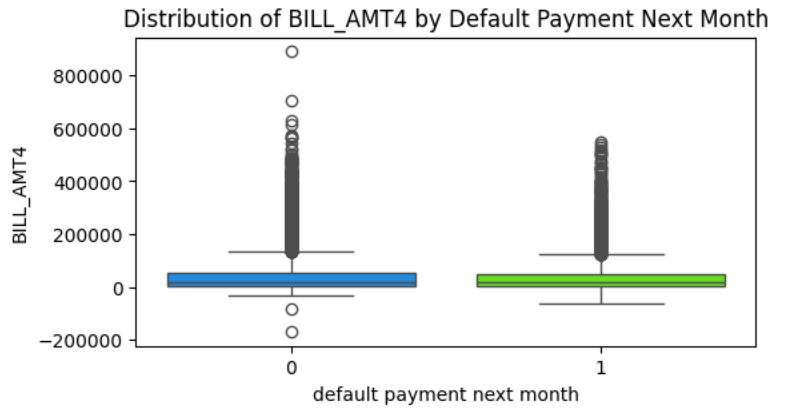 Distribution of BILL_AMT4 by Default Payment Next Month
BILL_AMT4
800000
600000
400000
200000
0
−200000
0 1
default payment next month